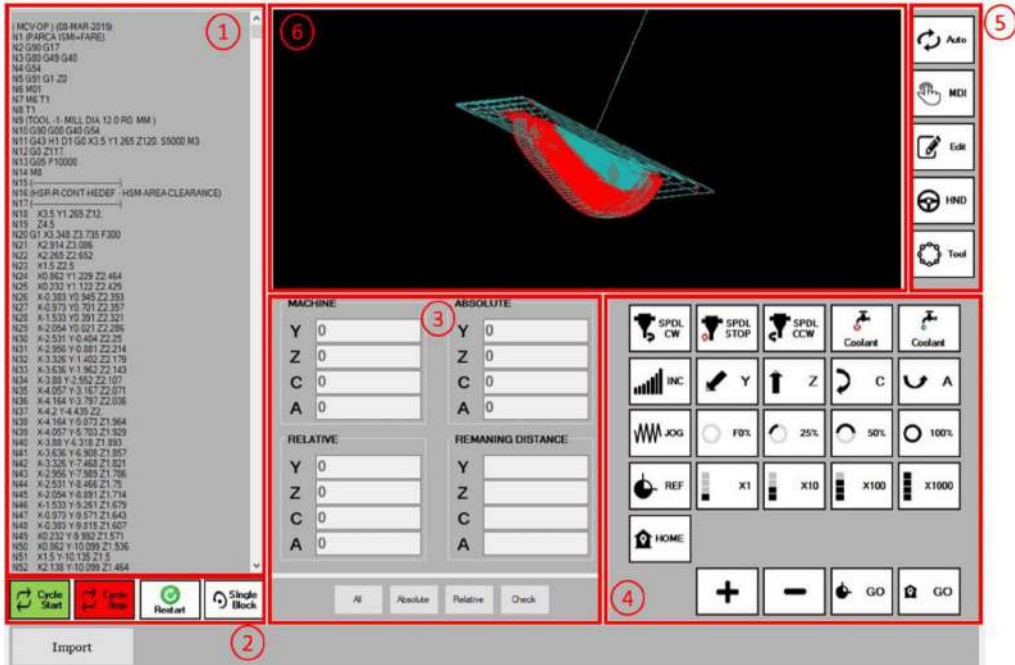 1
( MCV-OP ) (08-MAR-2019)
N1 (PARCA ISMI=FARE)
N2 G90 G17
N3 G80 G49 G40
N4 G54
N5 G91 G1 Z0
N6 M01
N7 M6 T1
N8 T1
N9 (TOOL -1- MILL DIA 12.0 R0. MM )
N10 G90 G00 G40 G54
N11 G43 H1 D1 G0 X3.5 Y1.265 Z120. S5000 M3
N12 G0 Z117.
N13 G05 P10000
N14 M8
N15 (---------------------------)
N16 (HSR-R-CONT-HEDEF - HSM-AREA-CLEARANCE)
N17 (---------------------------)
N18 X3.5 Y1.265 Z12.
N19 Z4.5
N20 G1 X3.348 Z3.735 F300
N21 X2.914 Z3.086
N22 X2.265 Z2.652
N23 X1.5 Z2.5
N24 X0.862 Y1.229 Z2.464
N25 X0.232 Y1.122 Z2.429
N26 X-0.383 Y0.945 Z2.393
N27 X-0.973 Y0.701 Z2.357
N28 X-1.533 Y0.391 Z2.321
N29 X-2.054 Y0.021 Z2.286
N30 X-2.531 Y-0.404 Z2.25
N31 X-2.956 Y-0.881 Z2.214
N32 X-3.326 Y-1.402 Z2.179
N33 X-3.636 Y-1.962 Z2.143
N34 X-3.88 Y-2.552 Z2.107
N35 X-4.057 Y-3.167 Z2.071
N36 X-4.164 Y-3.797 Z2.036
N37 X-4.2 Y-4.435 Z2.
N38 X-4.164 Y-5.073 Z1.964
N39 X-4.057 Y-5.703 Z1.929
N40 X-3.88 Y-6.318 Z1.893
N41 X-3.636 Y-6.908 Z1.857
N42 X-3.326 Y-7.468 Z1.821
N43 X-2.956 Y-7.989 Z1.786
N44 X-2.531 Y-8.466 Z1.75
N45 X-2.054 Y-8.891 Z1.714
N46 X-1.533 Y-9.261 Z1.679
N47 X-0.973 Y-9.571 Z1.643
N48 X-0.383 Y-9.815 Z1.607
N49 X0.232 Y-9.992 Z1.571
N50 X0.862 Y-10.099 Z1.536
N51 X1.5 Y-10.135 Z1.5
N52 X2.138 Y-10.099 Z1.464
Cycle Start
Cycle Stop
Restart
Single Block
2
Import
6
MACHINE
Y 0
Z 0
C 0
A 0
3
ABSOLUTE
Y 0
Z 0
C 0
A 0
RELATIVE
Y 0
Z 0
C 0
A 0
REMANING DISTANCE
Y
Z
C
A
All Absolute Relative Check
5
Auto
MDI
Edit
HND
Tool
SPDL CW
SPDL STOP
SPDL CCW
Coolant
Coolant
INC Y Z C A
JOG F0% 25% 50% 100%
REF X1 X10 X100 X1000
HOME
4
+ - GO GO